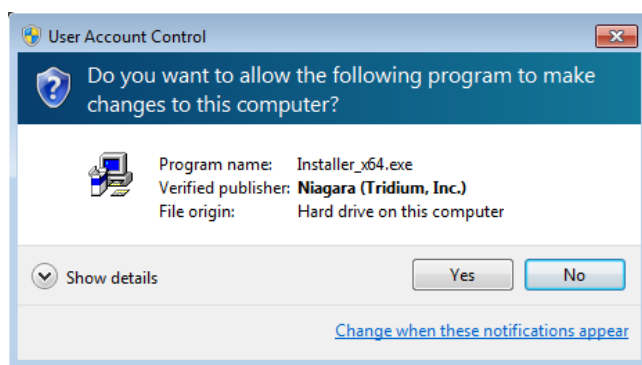 User Account Control
Do you want to allow the following program to make
changes to this computer?
Program name: Installer_x64.exe
Verified publisher: Niagara (Tridium, Inc.)
File origin: Hard drive on this computer
Show details
Yes
No
Change when these notifications appear